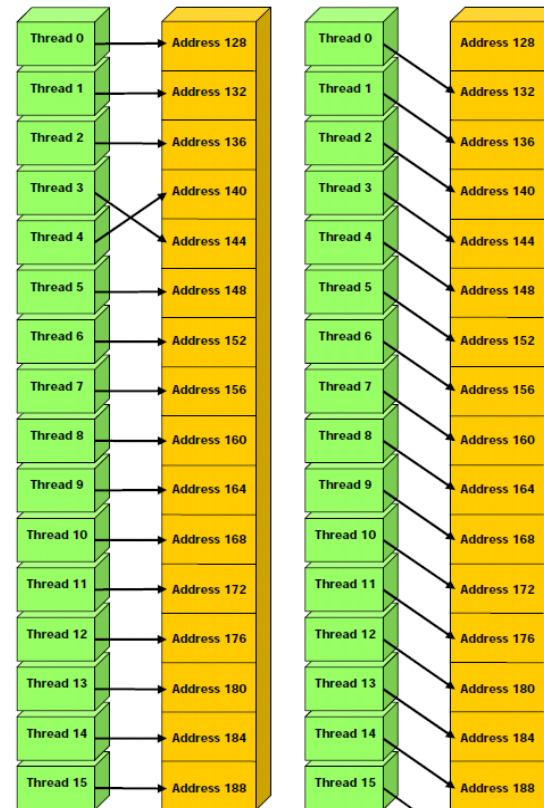 Thread 0
Address 128
Thread 1
Address 132
Thread 2
Address 136
Thread 3
Address 140
Thread 4
Address 144
Thread 5
Address 148
Thread 6
Address 152
Thread 7
Address 156
Thread 8
Address 160
Thread 9
Address 164
Thread 10
Address 168
Thread 11
Address 172
Thread 12
Address 176
Thread 13
Address 180
Thread 14
Address 184
Thread 15
Address 188
Thread 0
Address 128
Thread 1
Address 132
Thread 2
Address 136
Thread 3
Address 140
Thread 4
Address 144
Thread 5
Address 148
Thread 6
Address 152
Thread 7
Address 156
Thread 8
Address 160
Thread 9
Address 164
Thread 10
Address 168
Thread 11
Address 172
Thread 12
Address 176
Thread 13
Address 180
Thread 14
Address 184
Thread 15
Address 188